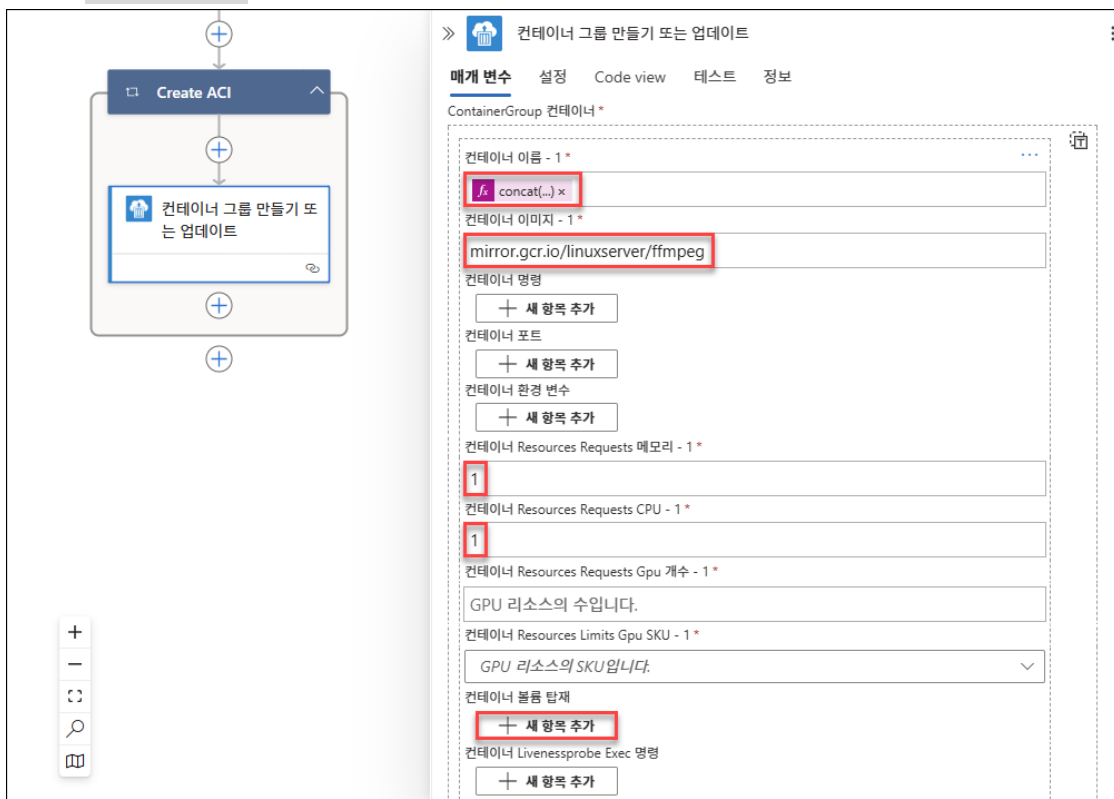 Create ACI
컨테이너 그룹 만들기 또
는 업데이트
컨테이너 그룹 만들기 또는 업데이트
매개 변수 설정 Code view 테스트 정보
ContainerGroup 컨테이너 *
컨테이너 이름 - 1 *
fx concat(...) ×
컨테이너 이미지 - 1 *
mirror.gcr.io/linuxserver/ffmpeg
컨테이너 명령
새 항목 추가
컨테이너 포트
새 항목 추가
컨테이너 환경 변수
새 항목 추가
컨테이너 Resources Requests 메모리 - 1 *
1
컨테이너 Resources Requests CPU - 1 *
1
컨테이너 Resources Requests Gpu 개수 - 1 *
GPU 리소스의 수입니다.
컨테이너 Resources Limits Gpu SKU - 1 *
GPU 리소스의 SKU입니다.
컨테이너 볼륨 탑재
새 항목 추가
컨테이너 Livenessprobe Exec 명령
새 항목 추가